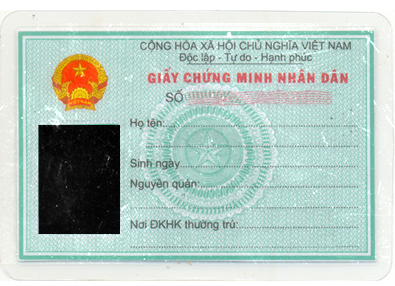 CỘNG HÒA XÃ HỘI CHỦ NGHĨA VIỆT NAM
Độc lập - Tự do - Hạnh phúc
GIẤY CHỨNG MINH NHÂN DÂN
SỐ
Họ tên:
Sinh ngày
Nguyên quán:
Nơi ĐKHK thường trú: